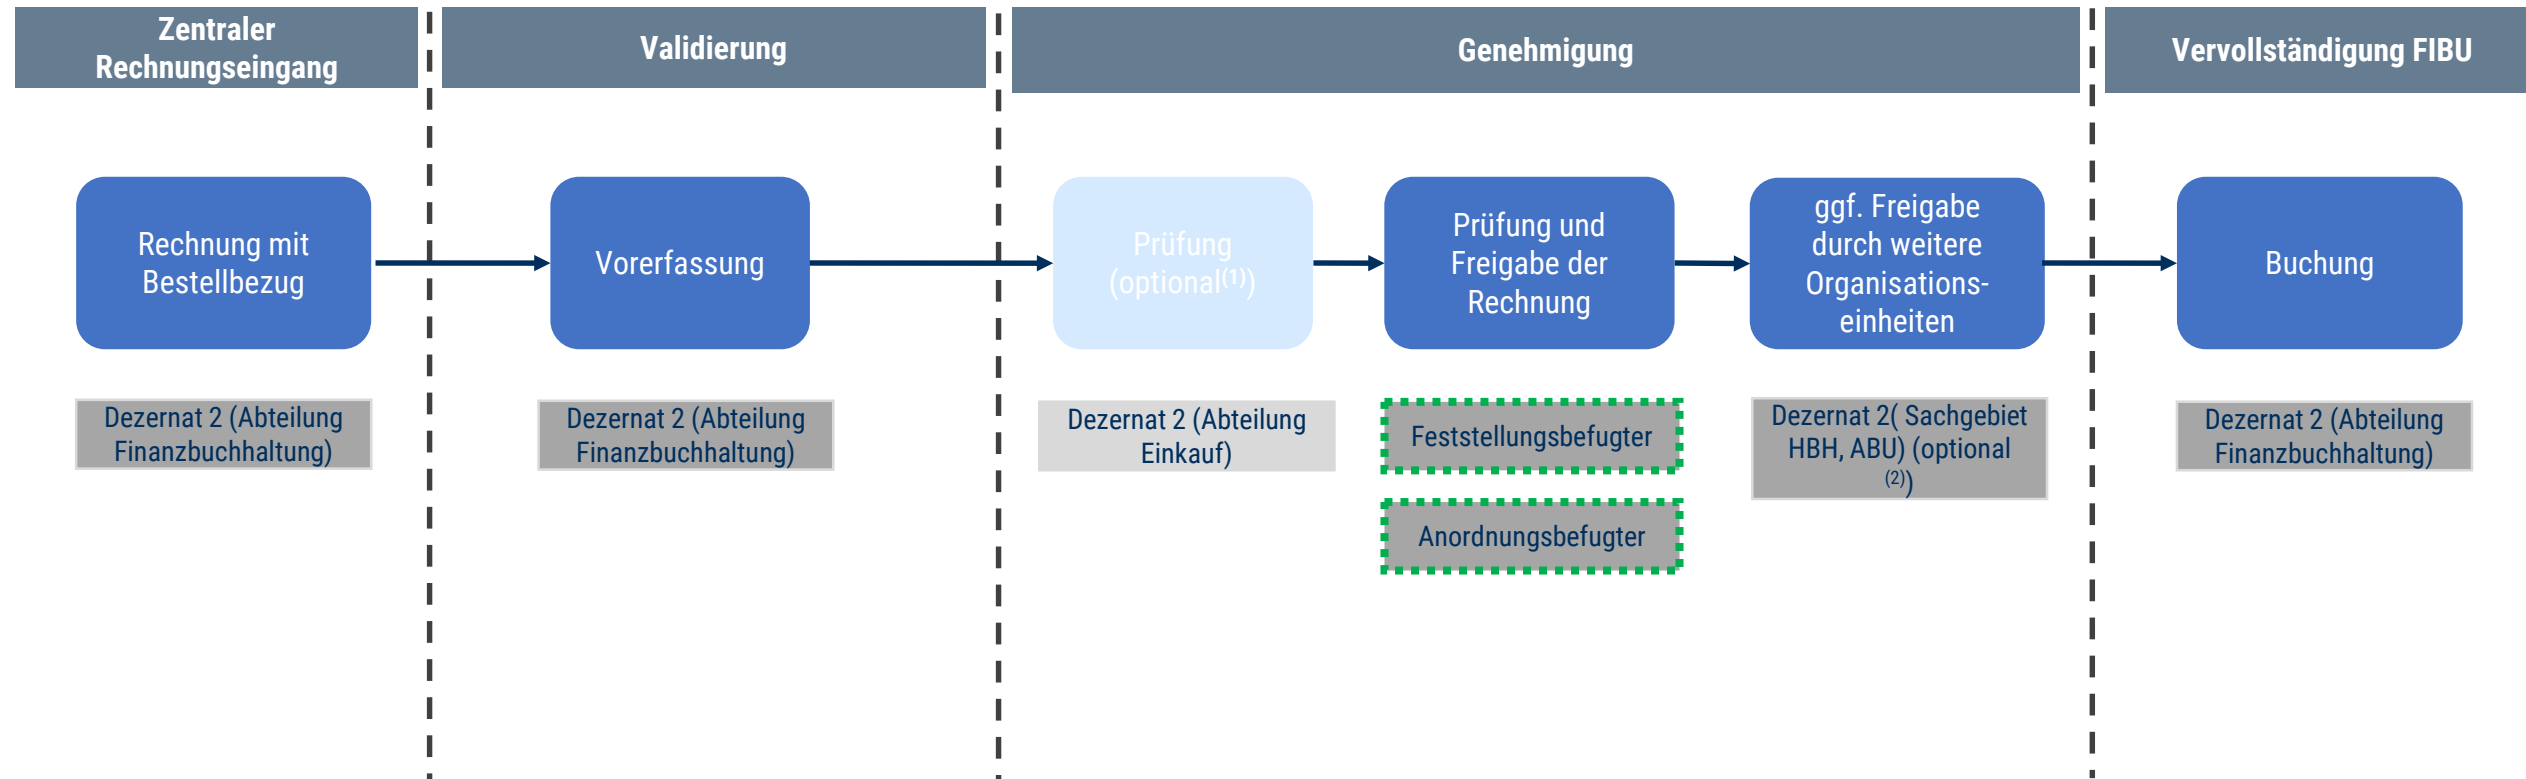 Zentraler
Rechnungseingang
Validierung
Genehmigung
Vervollständigung FIBU
Rechnung mit
Bestellbezug
Vorerfassung
Prüfung
(optional(1))
Prüfung und
Freigabe der
Rechnung
ggf. Freigabe
durch weitere
Organisations-
einheiten
Buchung
Dezernat 2 (Abteilung
Finanzbuchhaltung)
Dezernat 2 (Abteilung
Finanzbuchhaltung)
Dezernat 2 (Abteilung
Einkauf)
Feststellungsbefugter
Anordnungsbefugter
Dezernat 2( Sachgebiet
HBH, ABU) (optional
(2))
Dezernat 2 (Abteilung
Finanzbuchhaltung)